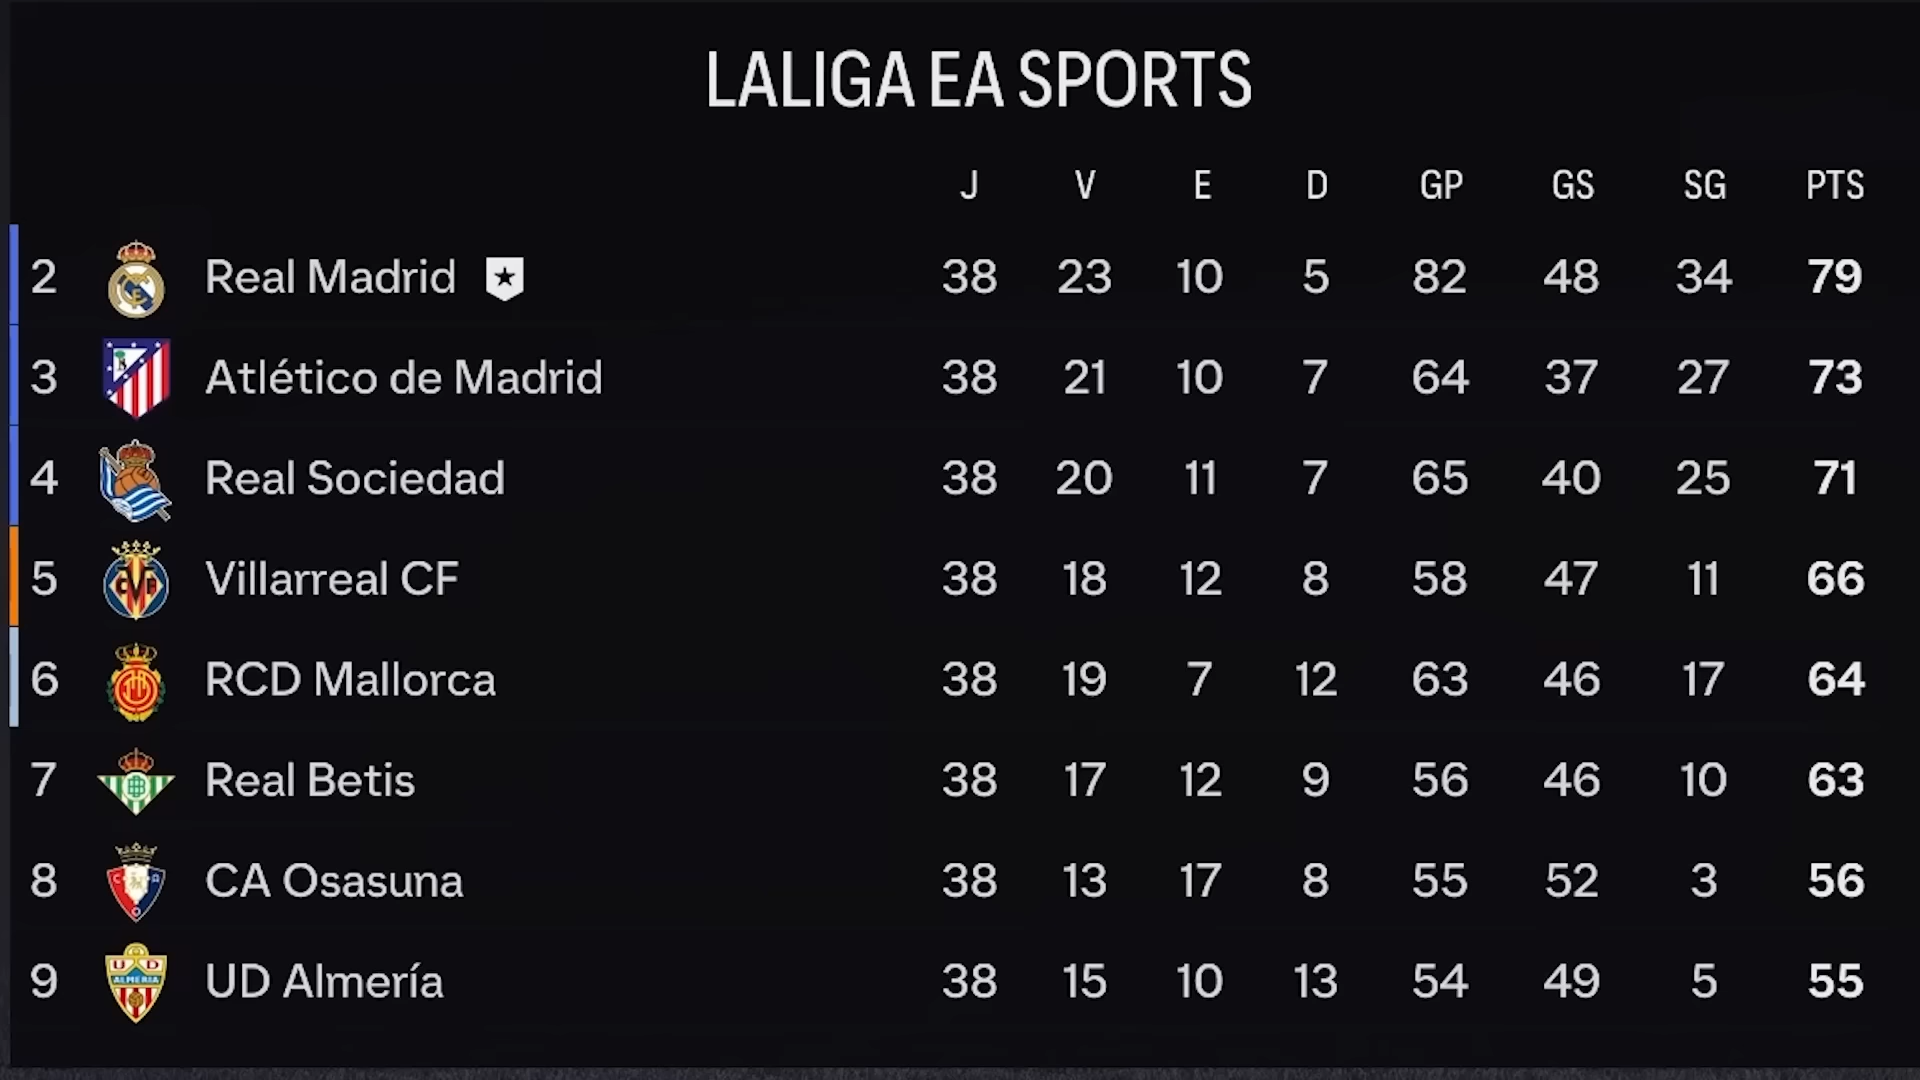 LALIGA EA SPORTS
J V E D GP GS SG PTS
2 Real Madrid 38 23 10 5 82 48 34 79
3 Atlético de Madrid 38 21 10 7 64 37 27 73
4 Real Sociedad 38 20 11 7 65 40 25 71
5 Villarreal CF 38 18 12 8 58 47 11 66
6 RCD Mallorca 38 19 7 12 63 46 17 64
7 Real Betis 38 17 12 9 56 46 10 63
8 CA Osasuna 38 13 17 8 55 52 3 56
9 UD Almería 38 15 10 13 54 49 5 55